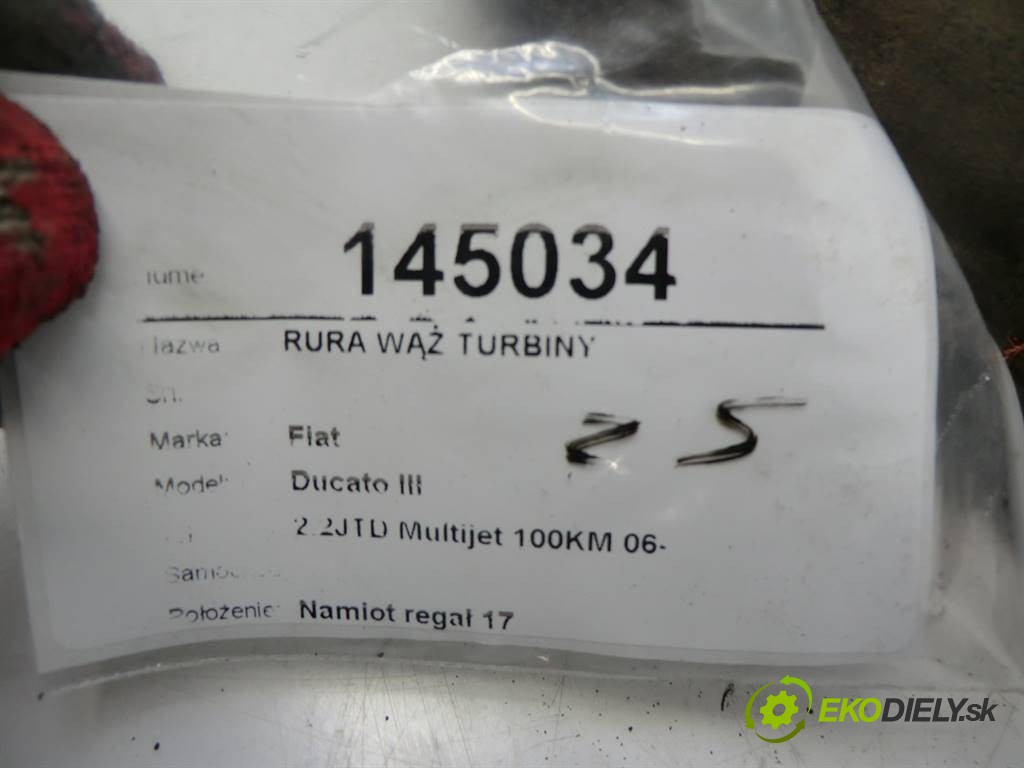 145034
RURA WĄŻ TURBINY
25
Marka: Fiat
Model: Ducato III
2.2JTD Multijet 100KM 06-
Położenie: Namiot regał 17
EKODIELY.sk